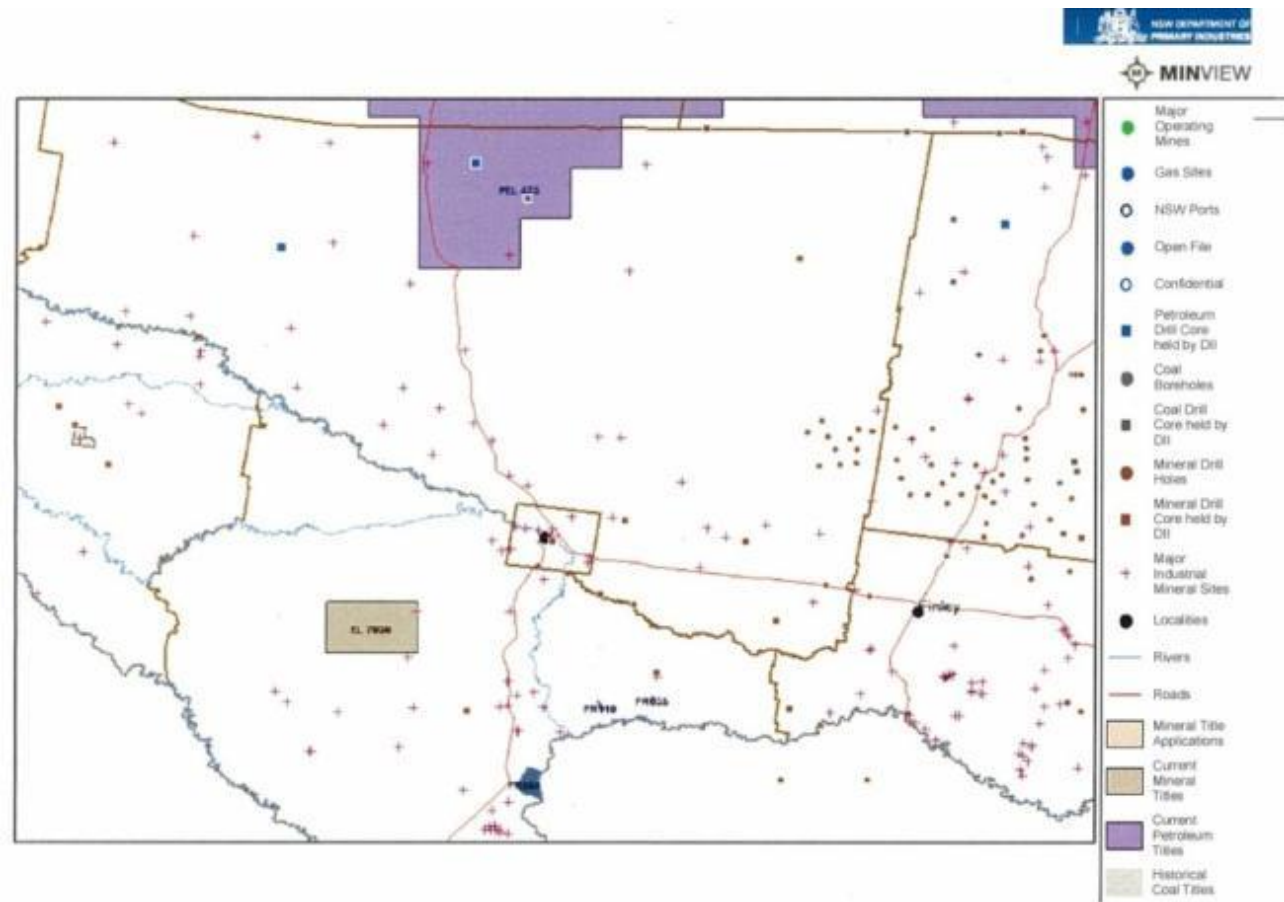 NSW DEPARTMENT OF
PRIMARY INDUSTRIES
MINVIEW
Major
Operating
Mines
Gas Sites
NSW Ports
Open File
Confidential
Petroleum
Drill Core
held by DII
Coal
Boreholes
Coal Drill
Core held by
DII
Mineral Drill
Holes
Mineral Drill
Core held by
DII
Major
Industrial
Mineral Sites
Localities
Rivers
Roads
Mineral Title
Applications
Current
Mineral
Titles
Current
Petroleum
Titles
Historical
Coal Titles
PEL
Finley
EL